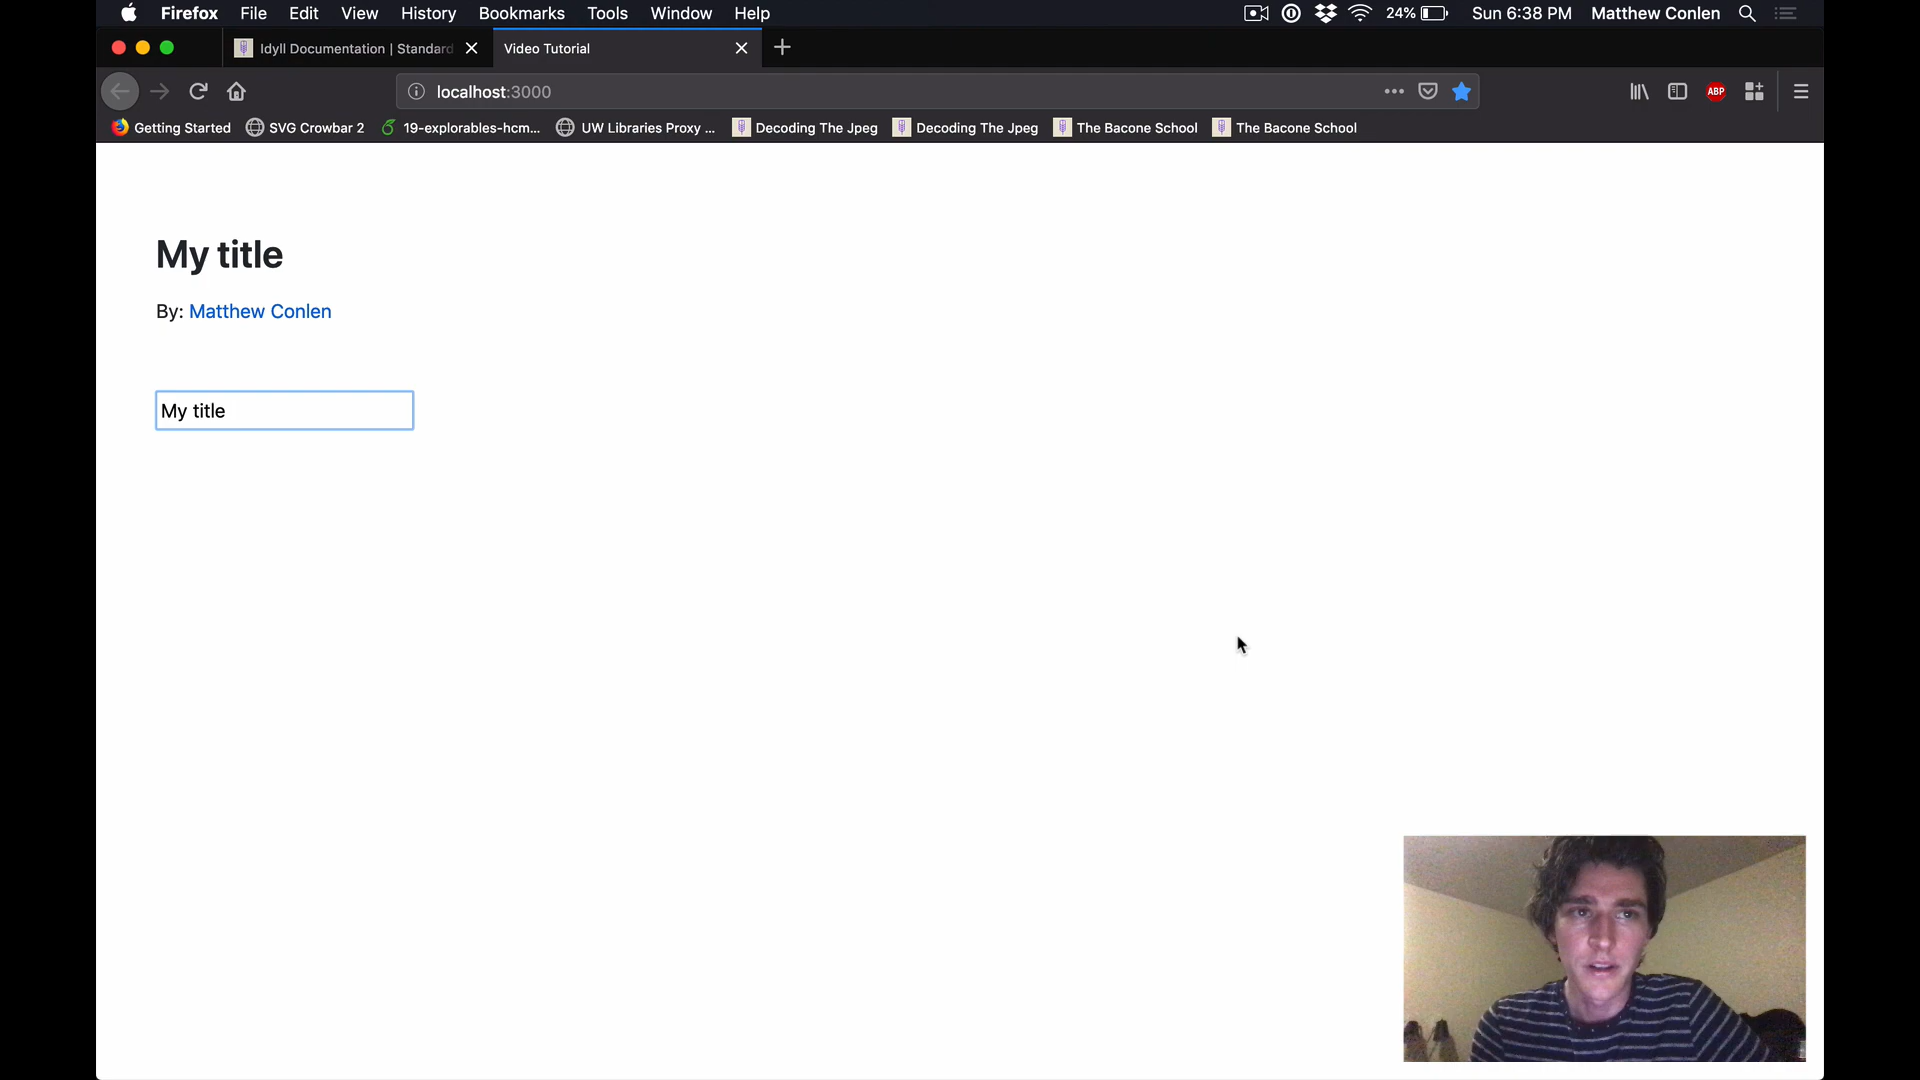 Firefox File Edit View History Bookmarks Tools Window Help 24% Sun 6:38 PM Matthew Conlen
Idyll Documentation | Standard Video Tutorial
localhost:3000 ABP
Getting Started SVG Crowbar 2 19-explorables-hcm... UW Libraries Proxy ... Decoding The Jpeg Decoding The Jpeg The Bacone School The Bacone School
My title
By: Matthew Conlen
My title